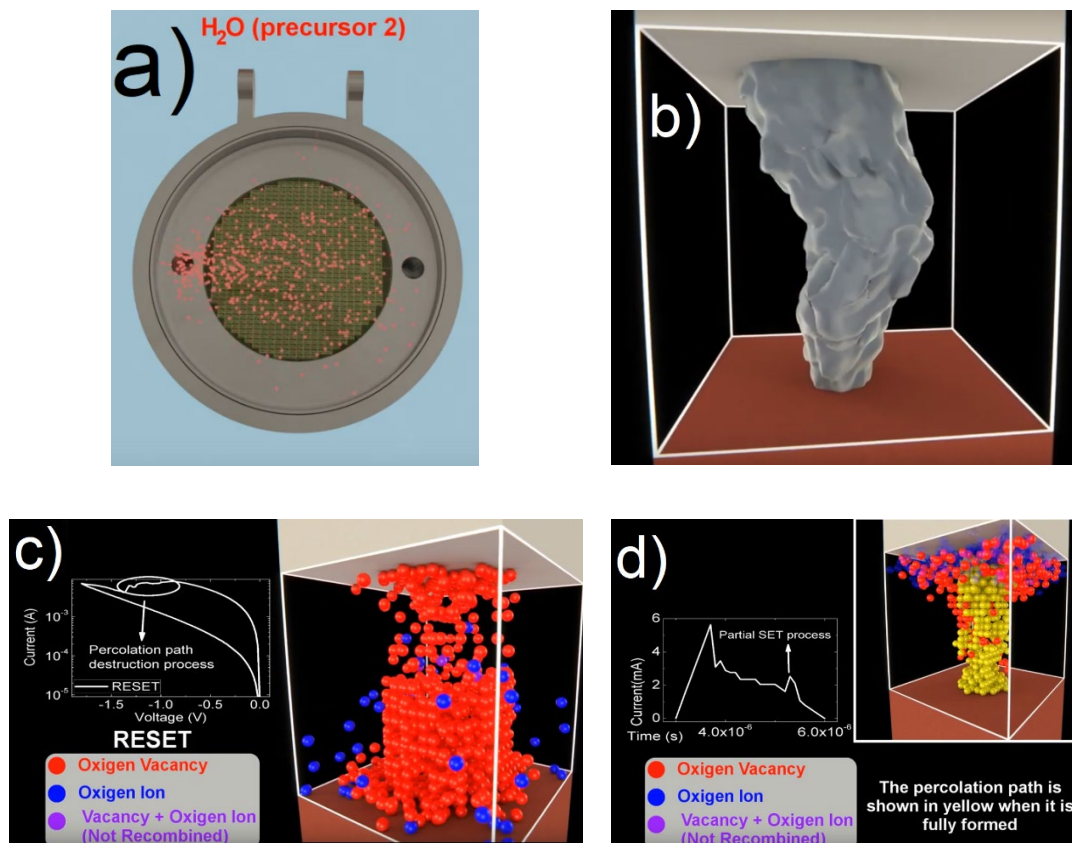 a)
H₂O (precursor 2)
b)
c)
Current (A)
10⁻³
10⁻⁴
10⁻⁵
Percolation path
destruction process
RESET
-1.5 -1.0 -0.5 0.0
Voltage (V)
RESET
Oxigen Vacancy
Oxigen Ion
Vacancy + Oxigen Ion
(Not Recombined)
d)
Current(mA)
6
4
2
0
Partial SET process
Time (s) 4.0x10⁻⁶ 6.0x10⁻⁶
Oxigen Vacancy
Oxigen Ion
Vacancy + Oxigen Ion
(Not Recombined)
The percolation path is
shown in yellow when it is
fully formed